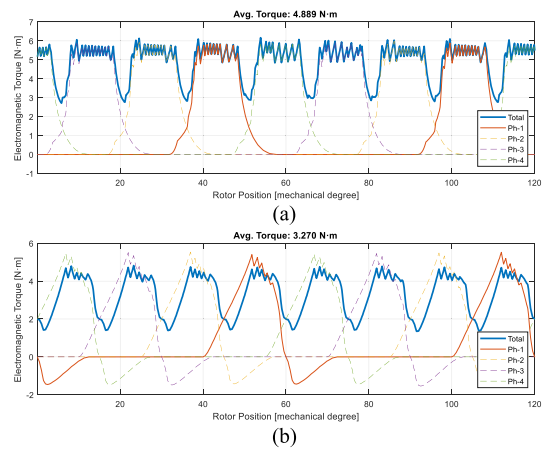 Avg. Torque: 4.889 N·m
Electromagnetic Torque [N·m]
7
6
5
4
3
2
1
0
-1
Total
Ph-1
Ph-2
Ph-3
Ph-4
20 40 60 80 100 120
Rotor Position [mechanical degree]
(a)
Avg. Torque: 3.270 N·m
Electromagnetic Torque [N·m]
6
4
2
0
-2
Total
Ph-1
Ph-2
Ph-3
Ph-4
20 40 60 80 100 120
Rotor Position [mechanical degree]
(b)